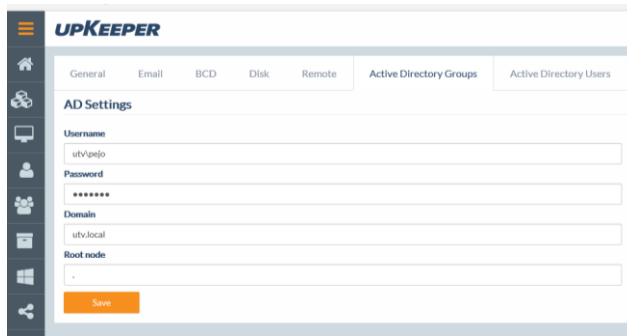 UPKEEPER
General Email BCD Disk Remote Active Directory Groups Active Directory Users
AD Settings
Username
utv\pejo
Password
•••••••
Domain
utv.local
Root node
.
Save